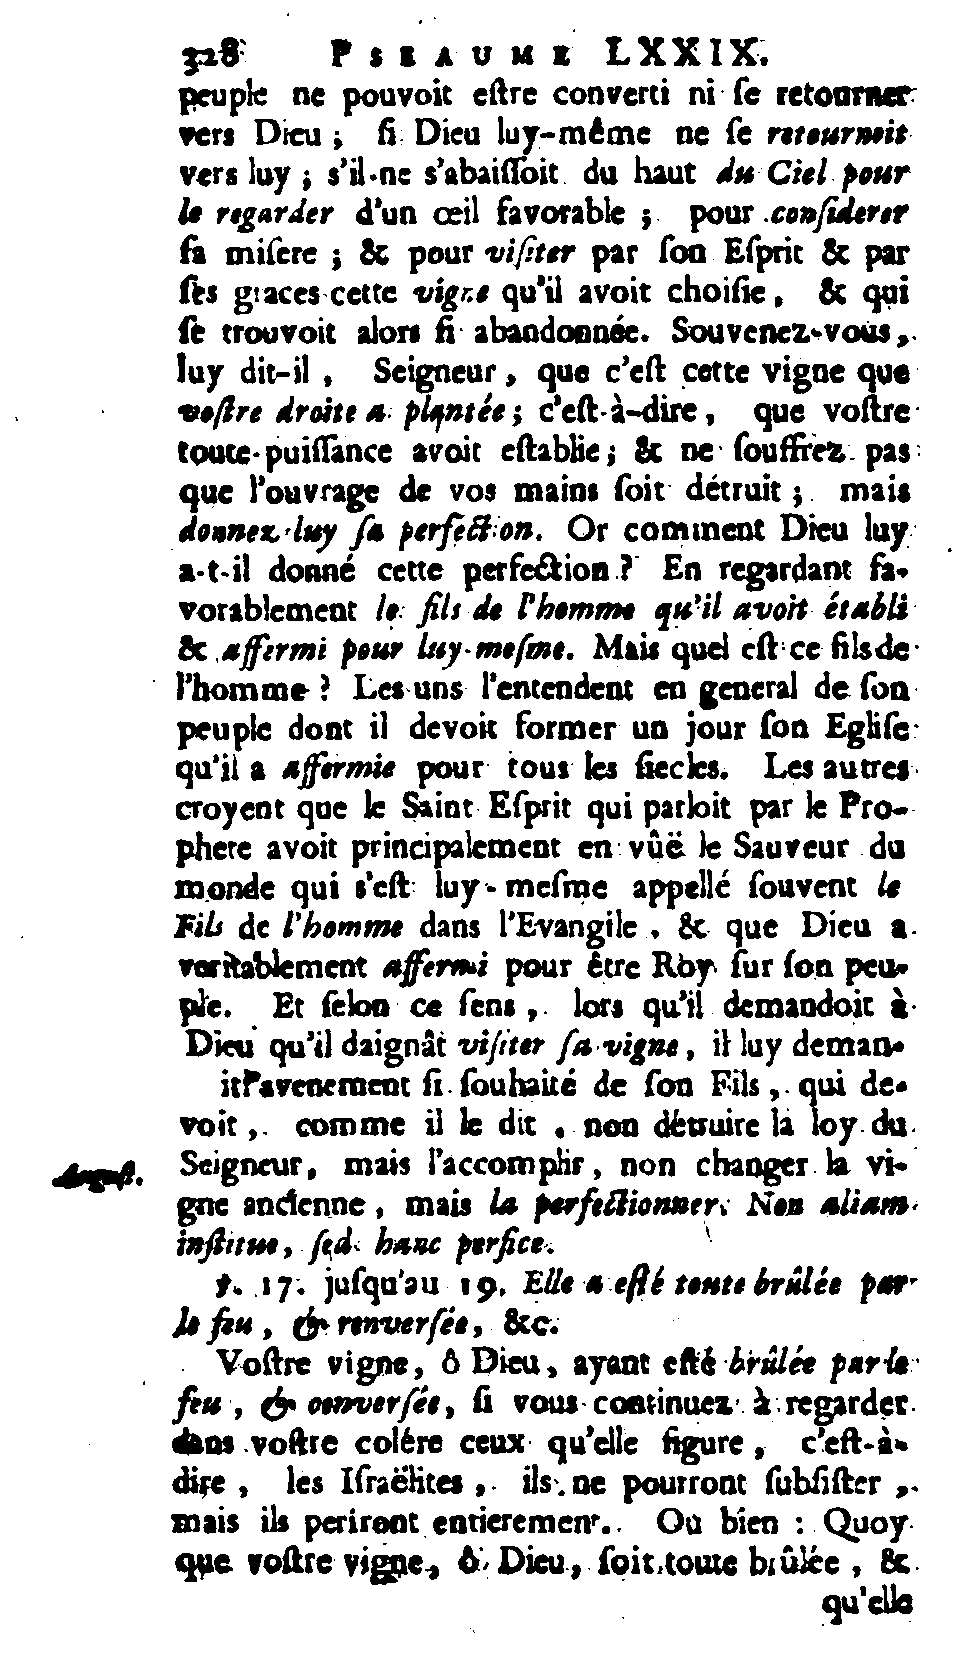 328 PSEAUME LXXIX.
peuple ne pouvoit eſtre converti ni ſe retourner
vers Dieu ; ſi Dieu luy-même ne ſe retournoit
vers luy ; s'il ne s'abaiſſoit du haut du Ciel pour
le regarder d'un œil favorable ; pour conſiderer
ſa miſere ; & pour viſiter par ſon Eſprit & par
ſes graces cette vigne qu'il avoit choiſie, & qui
ſe trouvoit alors ſi abandonnée. Souvenez-vous,
luy dit-il, Seigneur, que c'eſt cette vigne que
voſtre droite a plantée ; c'eſt-à-dire, que voſtre
toute-puiſſance avoit eſtablie ; & ne ſouffrez pas
que l'ouvrage de vos mains ſoit détruit ; mais
donnez-luy ſa perfection. Or comment Dieu luy
a-t-il donné cette perfection ? En regardant fa-
vorablement le fils de l'homme qu'il avoit établi
& affermi pour luy-meſme. Mais quel eſt ce fils de
l'homme ? Les uns l'entendent en general de ſon
peuple dont il devoit former un jour ſon Egliſe
qu'il a affermie pour tous les ſiecles. Les autres
croyent que le Saint Eſprit qui parloit par le Pro-
phete avoit principalement en vûë le Sauveur du
monde qui s'eſt luy-meſme appellé ſouvent le
Fils de l'homme dans l'Evangile, & que Dieu a
veritablement affermi pour être Roy ſur ſon peu-
ple. Et ſelon ce ſens, lors qu'il demandoit à
Dieu qu'il daignât viſiter ſa vigne, il luy deman-
it l'avenement ſi ſouhaité de ſon Fils, qui de-
voit, comme il le dit, non détruire la loy du
Seigneur, mais l'accomplir, non changer la vi-
August.
gne ancienne, mais la perfectionner. Non aliam
inſtitue, ſed hanc perfice.
℣. 17. juſqu'au 19. Elle a eſté toute brûlée par
le feu, & renverſée, &c.
Voſtre vigne, ô Dieu, ayant eſté brûlée par le
feu, & renverſée, ſi vous continuez à regarder
dans voſtre colére ceux qu'elle figure, c'eſt-à-
dire, les Iſraëlites, ils ne pourront ſubſiſter,
mais ils periront entierement. Ou bien : Quoy
que voſtre vigne, ô Dieu, ſoit toute brûlée, &
qu'elle